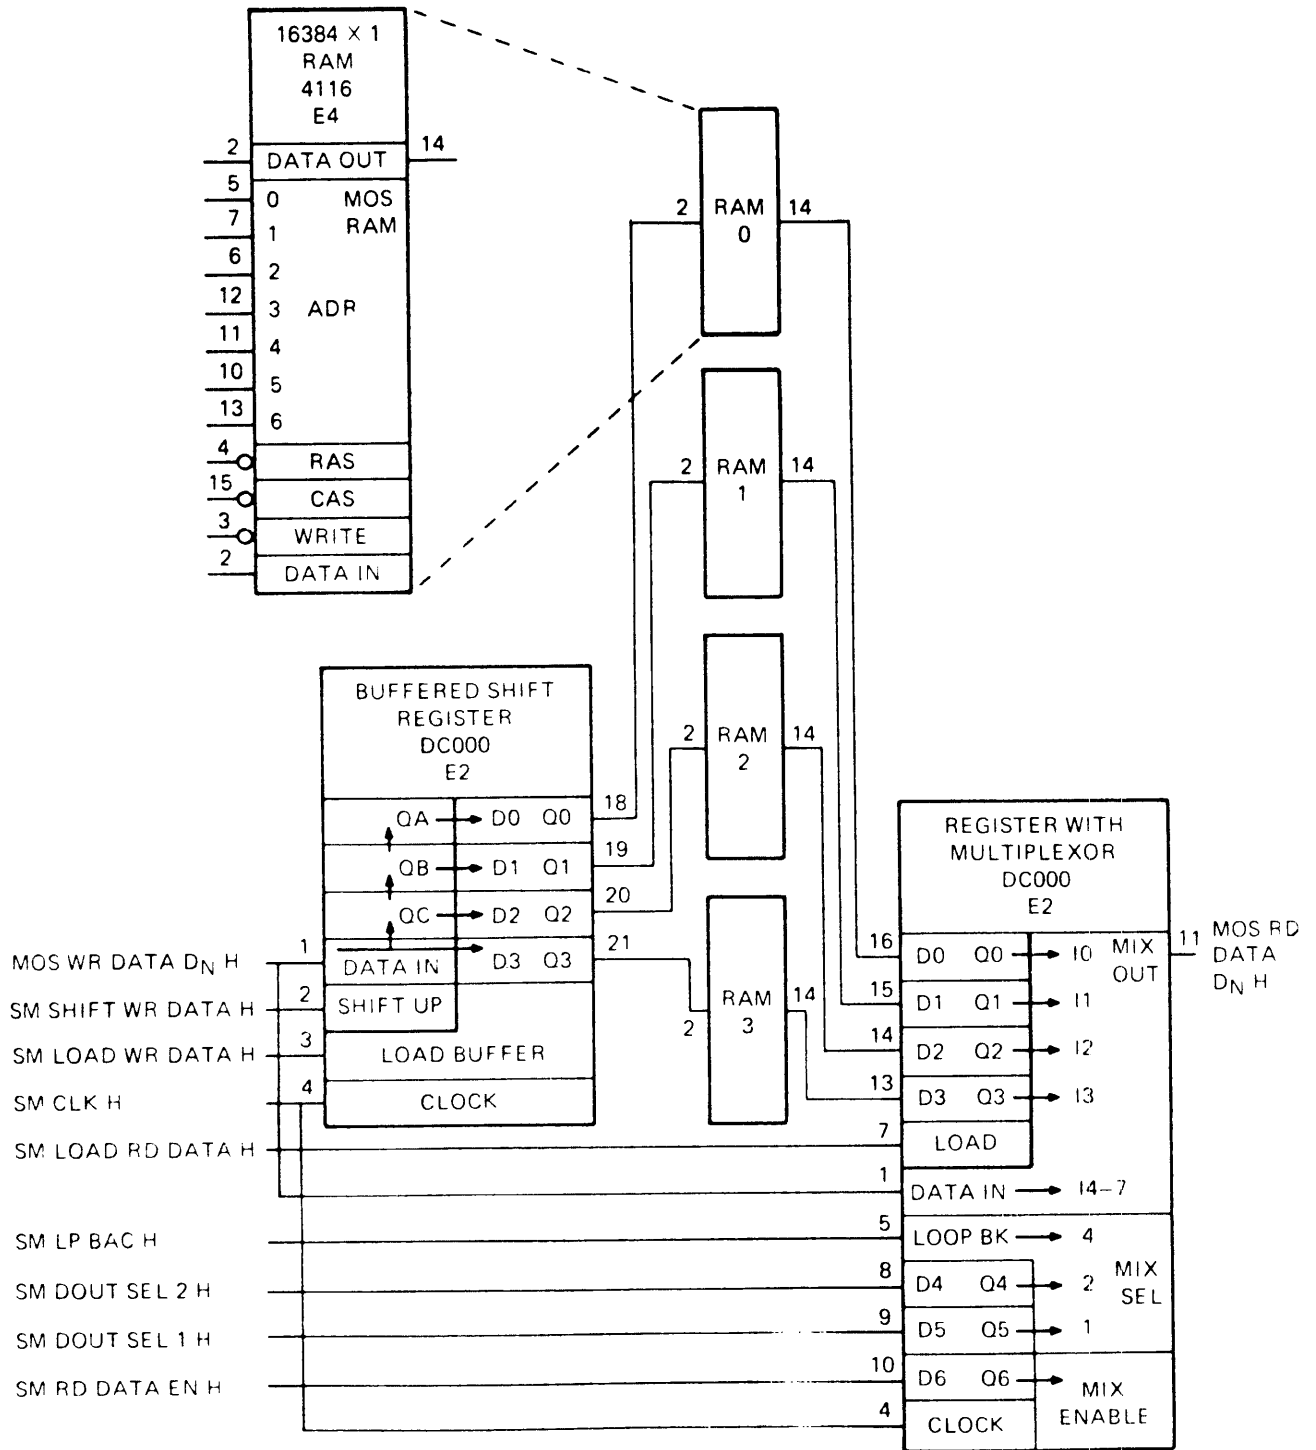 16384 X 1
RAM
4116
E4
2 DATA OUT 14
5 0 MOS
7 1 RAM
6 2
12 3 ADR
11 4
10 5
13 6
4 RAS
15 CAS
3 WRITE
2 DATA IN
2 RAM 0 14
2 RAM 1 14
2 RAM 2 14
2 RAM 3 14
BUFFERED SHIFT
REGISTER
DC000
E2
QA D0 Q0 18
QB D1 Q1 19
QC D2 Q2 20
DATA IN D3 Q3 21
SHIFT UP
LOAD BUFFER
CLOCK
MOS WR DATA DN H 1
SM SHIFT WR DATA H 2
SM LOAD WR DATA H 3
SM CLK H 4
SM LOAD RD DATA H
SM LP BAC H
SM DOUT SEL 2 H
SM DOUT SEL 1 H
SM RD DATA EN H
REGISTER WITH
MULTIPLEXOR
DC000
E2
16 D0 Q0 I0 MIX OUT 11
15 D1 Q1 I1
14 D2 Q2 I2
13 D3 Q3 I3
7 LOAD
1 DATA IN I4-7
5 LOOP BK 4
8 D4 Q4 2 MIX SEL
9 D5 Q5 1
10 D6 Q6 MIX ENABLE
4 CLOCK
MOS RD
DATA
DN H